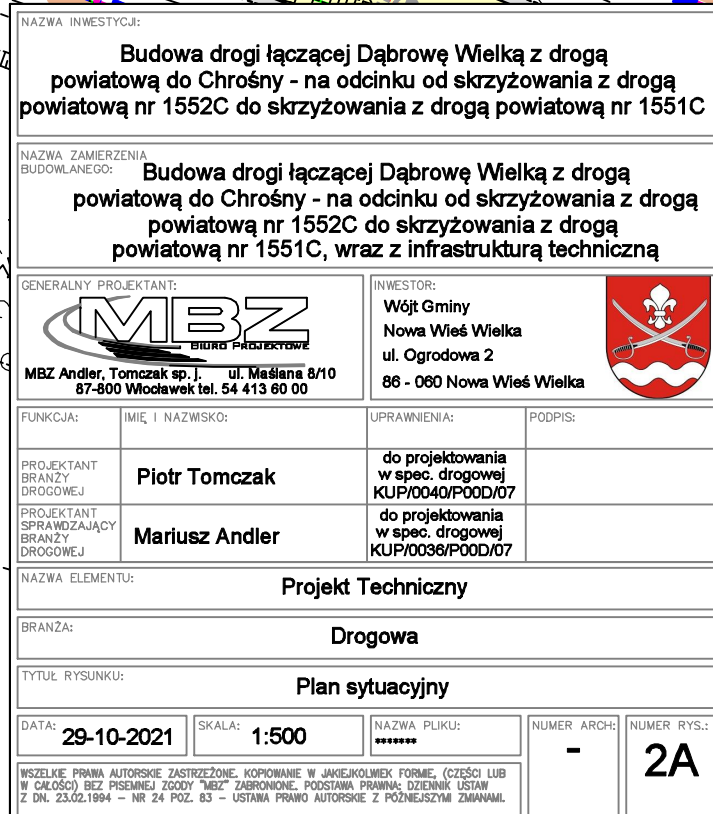 NAZWA INWESTYCJI:
Budowa drogi łączącej Dąbrowę Wielką z drogą
powiatową do Chrośny - na odcinku od skrzyżowania z drogą
powiatową nr 1552C do skrzyżowania z drogą powiatową nr 1551C
NAZWA ZAMIERZENIA
BUDOWLANEGO:
Budowa drogi łączącej Dąbrowę Wielką z drogą
powiatową do Chrośny - na odcinku od skrzyżowania z drogą
powiatową nr 1552C do skrzyżowania z drogą
powiatową nr 1551C, wraz z infrastrukturą techniczną
GENERALNY PROJEKTANT:
MBZ
BIURO PROJEKTOWE
MBZ Andler, Tomczak sp. j. ul. Maślana 8/10
87-800 Włocławek tel. 54 413 60 00
INWESTOR:
Wójt Gminy
Nowa Wieś Wielka
ul. Ogrodowa 2
86 - 060 Nowa Wieś Wielka
FUNKCJA: IMIĘ I NAZWISKO: UPRAWNIENIA: PODPIS:
PROJEKTANT
BRANŻY
DROGOWEJ
Piotr Tomczak
do projektowania
w spec. drogowej
KUP/0040/P00D/07
PROJEKTANT
SPRAWDZAJĄCY
BRANŻY
DROGOWEJ
Mariusz Andler
do projektowania
w spec. drogowej
KUP/0036/P00D/07
NAZWA ELEMENTU:
Projekt Techniczny
BRANŻA:
Drogowa
TYTUŁ RYSUNKU:
Plan sytuacyjny
DATA: 29-10-2021
SKALA: 1:500
NAZWA PLIKU:
*******
NUMER ARCH:
-
NUMER RYS.:
2A
WSZELKIE PRAWA AUTORSKIE ZASTRZEŻONE. KOPIOWANIE W JAKIEJKOLWIEK FORMIE, (CZĘŚCI LUB
W CAŁOŚCI) BEZ PISEMNEJ ZGODY "MBZ" ZABRONIONE. PODSTAWA PRAWNA: DZIENNIK USTAW
Z DN. 23.02.1994 – NR 24 POZ. 83 – USTAWA PRAWO AUTORSKIE Z PÓŹNIEJSZYMI ZMIANAMI.